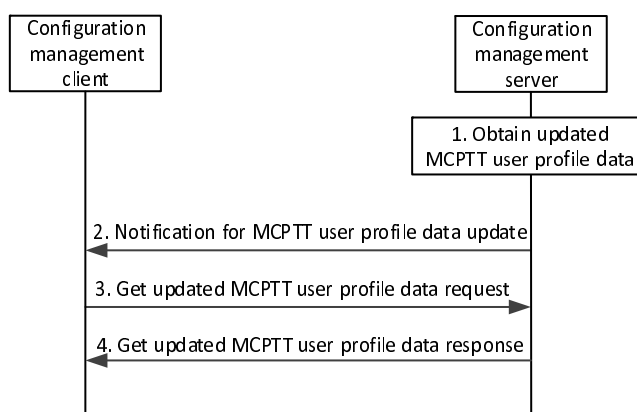 Configuration
management
client
Configuration
management
server
1. Obtain updated
MCPTT user profile data
2. Notification for MCPTT user profile data update
3. Get updated MCPTT user profile data request
4. Get updated MCPTT user profile data response